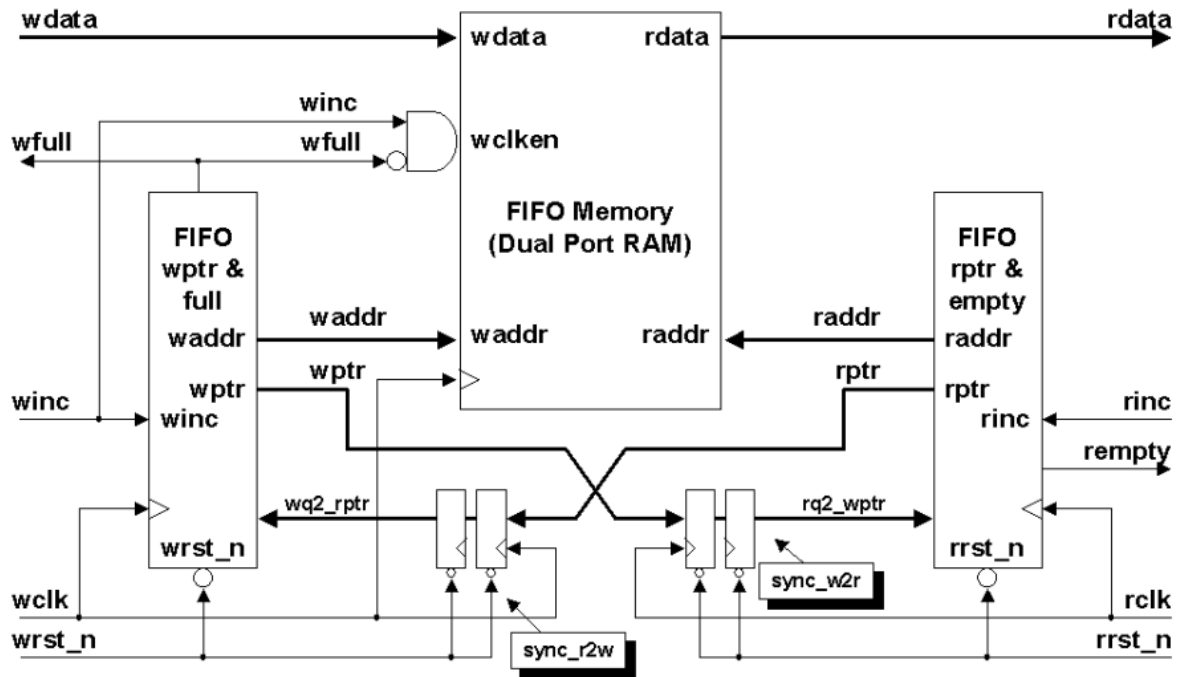 wdata
rdata
wdata
rdata
winc
wfull
wfull
wclken
FIFO Memory
(Dual Port RAM)
FIFO
wptr &
full
FIFO
rptr &
empty
waddr
waddr
waddr
raddr
raddr
raddr
wptr
wptr
rptr
rptr
winc
winc
rinc
rinc
rempty
wq2_rptr
rq2_wptr
wrst_n
rrst_n
sync_w2r
wclk
rclk
wrst_n
sync_r2w
rrst_n